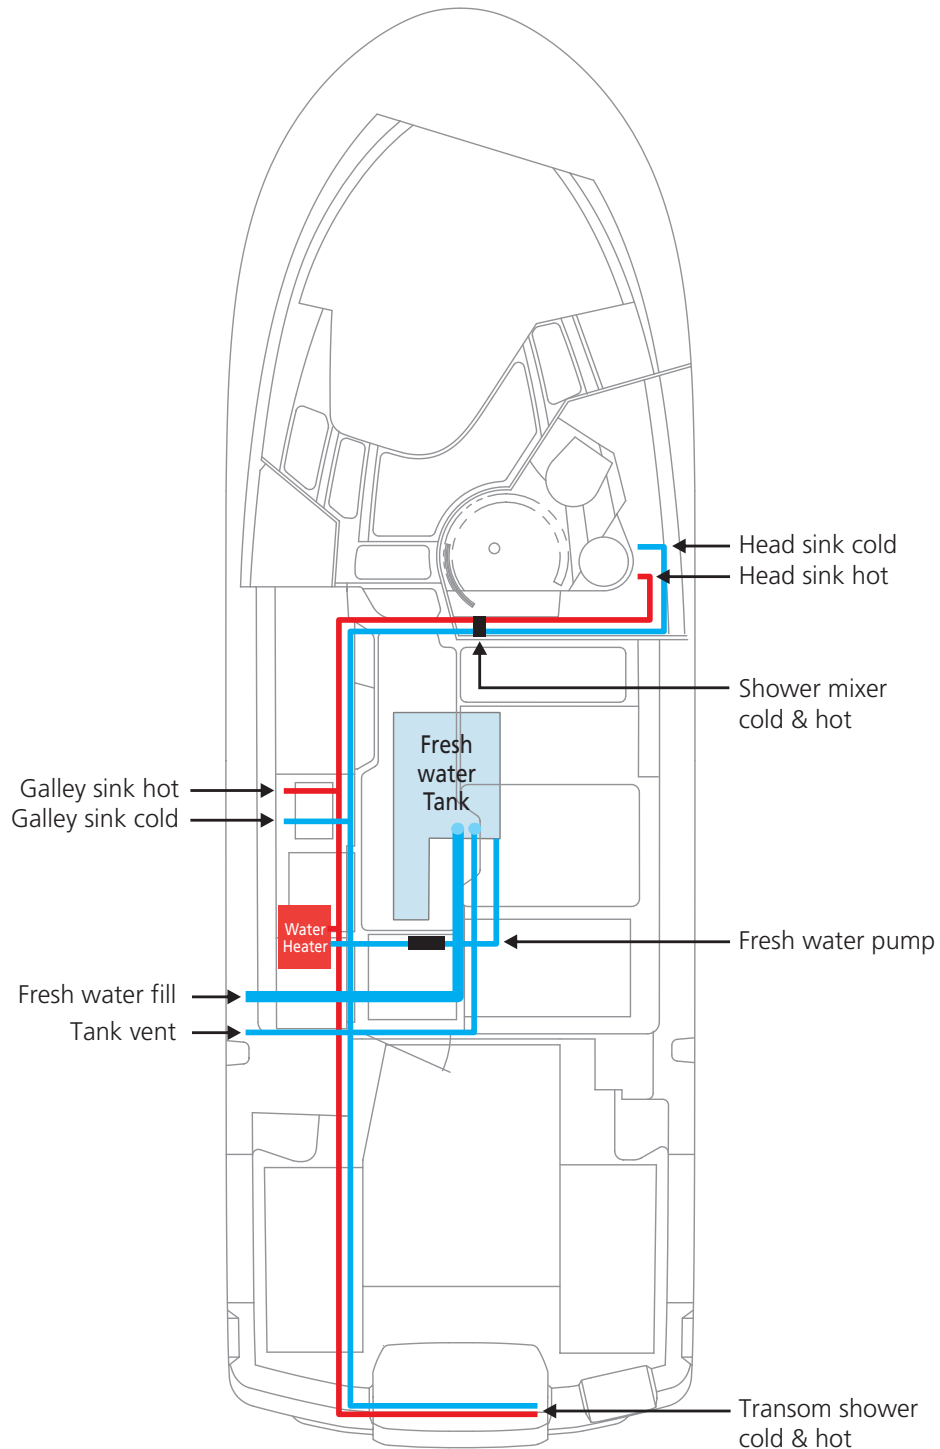 Head sink cold
Head sink hot
Shower mixer
cold & hot
Fresh
water
Tank
Galley sink hot
Galley sink cold
Water
Heater
Fresh water pump
Fresh water fill
Tank vent
Transom shower
cold & hot